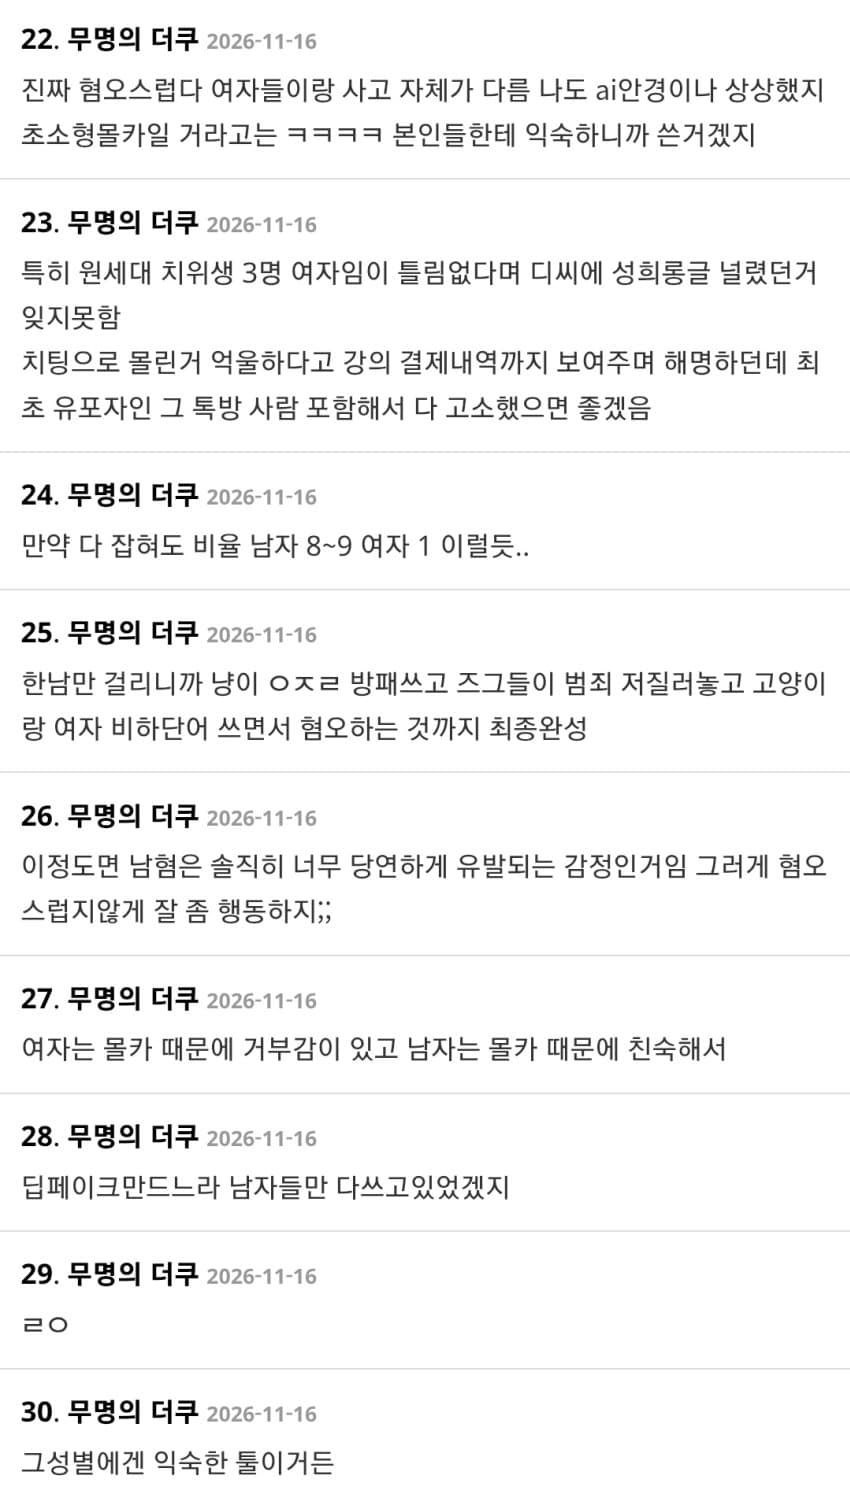 22. 무명의 더쿠 2026-11-16
진짜 혐오스럽다 여자들이랑 사고 자체가 다름 나도 ai안경이나 상상했지
초소형몰카일 거라고는 ㅋㅋㅋㅋ 본인들한테 익숙하니까 쓴거겠지
23. 무명의 더쿠 2026-11-16
특히 원세대 치위생 3명 여자임이 틀림없다며 디씨에 성희롱글 널렸던거
잊지못함
치팅으로 몰린거 억울하다고 강의 결제내역까지 보여주며 해명하던데 최
초 유포자인 그 톡방 사람 포함해서 다 고소했으면 좋겠음
24. 무명의 더쿠 2026-11-16
만약 다 잡혀도 비율 남자 8~9 여자 1 이럴듯..
25. 무명의 더쿠 2026-11-16
한남만 걸리니까 냥이 ㅇㅈㄹ 방패쓰고 즈그들이 범죄 저질러놓고 고양이
랑 여자 비하단어 쓰면서 혐오하는 것까지 최종완성
26. 무명의 더쿠 2026-11-16
이정도면 남혐은 솔직히 너무 당연하게 유발되는 감정인거임 그러게 혐오
스럽지않게 잘 좀 행동하지;;
27. 무명의 더쿠 2026-11-16
여자는 몰카 때문에 거부감이 있고 남자는 몰카 때문에 친숙해서
28. 무명의 더쿠 2026-11-16
딥페이크만드느라 남자들만 다쓰고있었겠지
29. 무명의 더쿠 2026-11-16
ㄹㅇ
30. 무명의 더쿠 2026-11-16
그성별에겐 익숙한 툴이거든